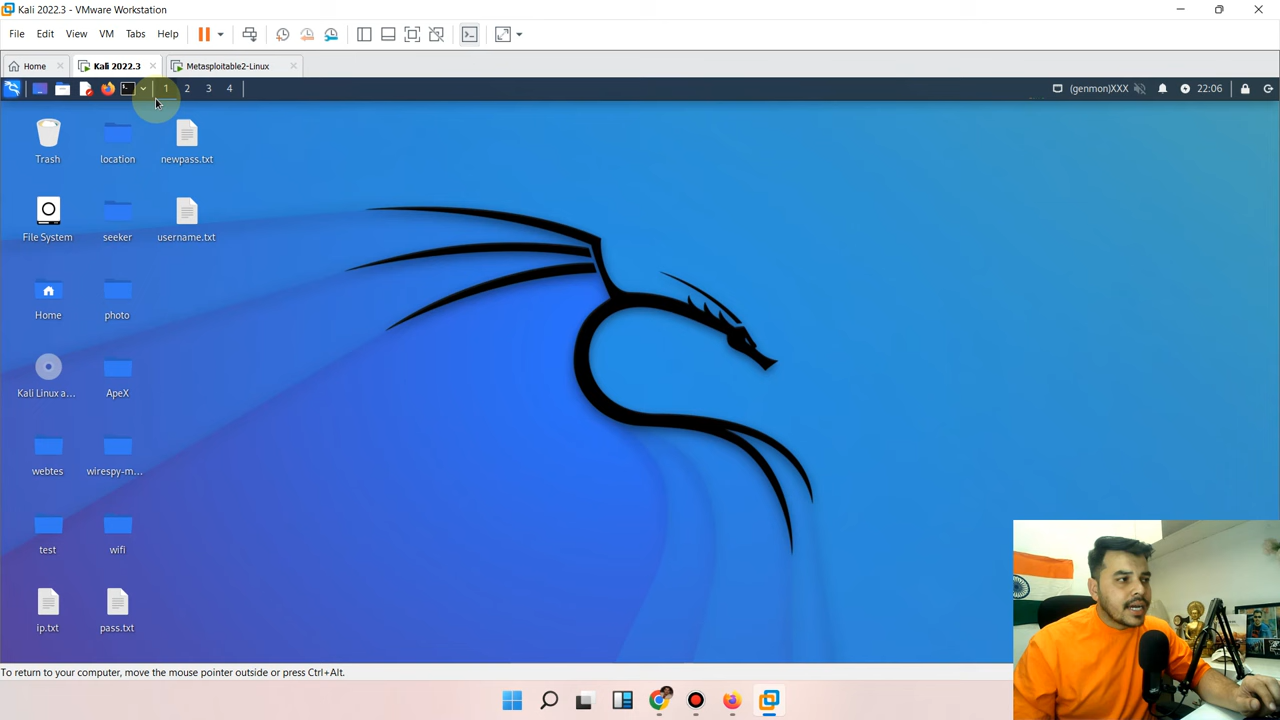 Kali 2022.3 - VMware Workstation
File Edit View VM Tabs Help
Home Kali 2022.3 Metasploitable2-Linux
1 2 3 4 (genmon)XXX 22:06
Trash location newpass.txt
File System seeker username.txt
Home photo
Kali Linux a... ApeX
webtes wirespy-m...
test wifi
ip.txt pass.txt
To return to your computer, move the mouse pointer outside or press Ctrl+Alt.